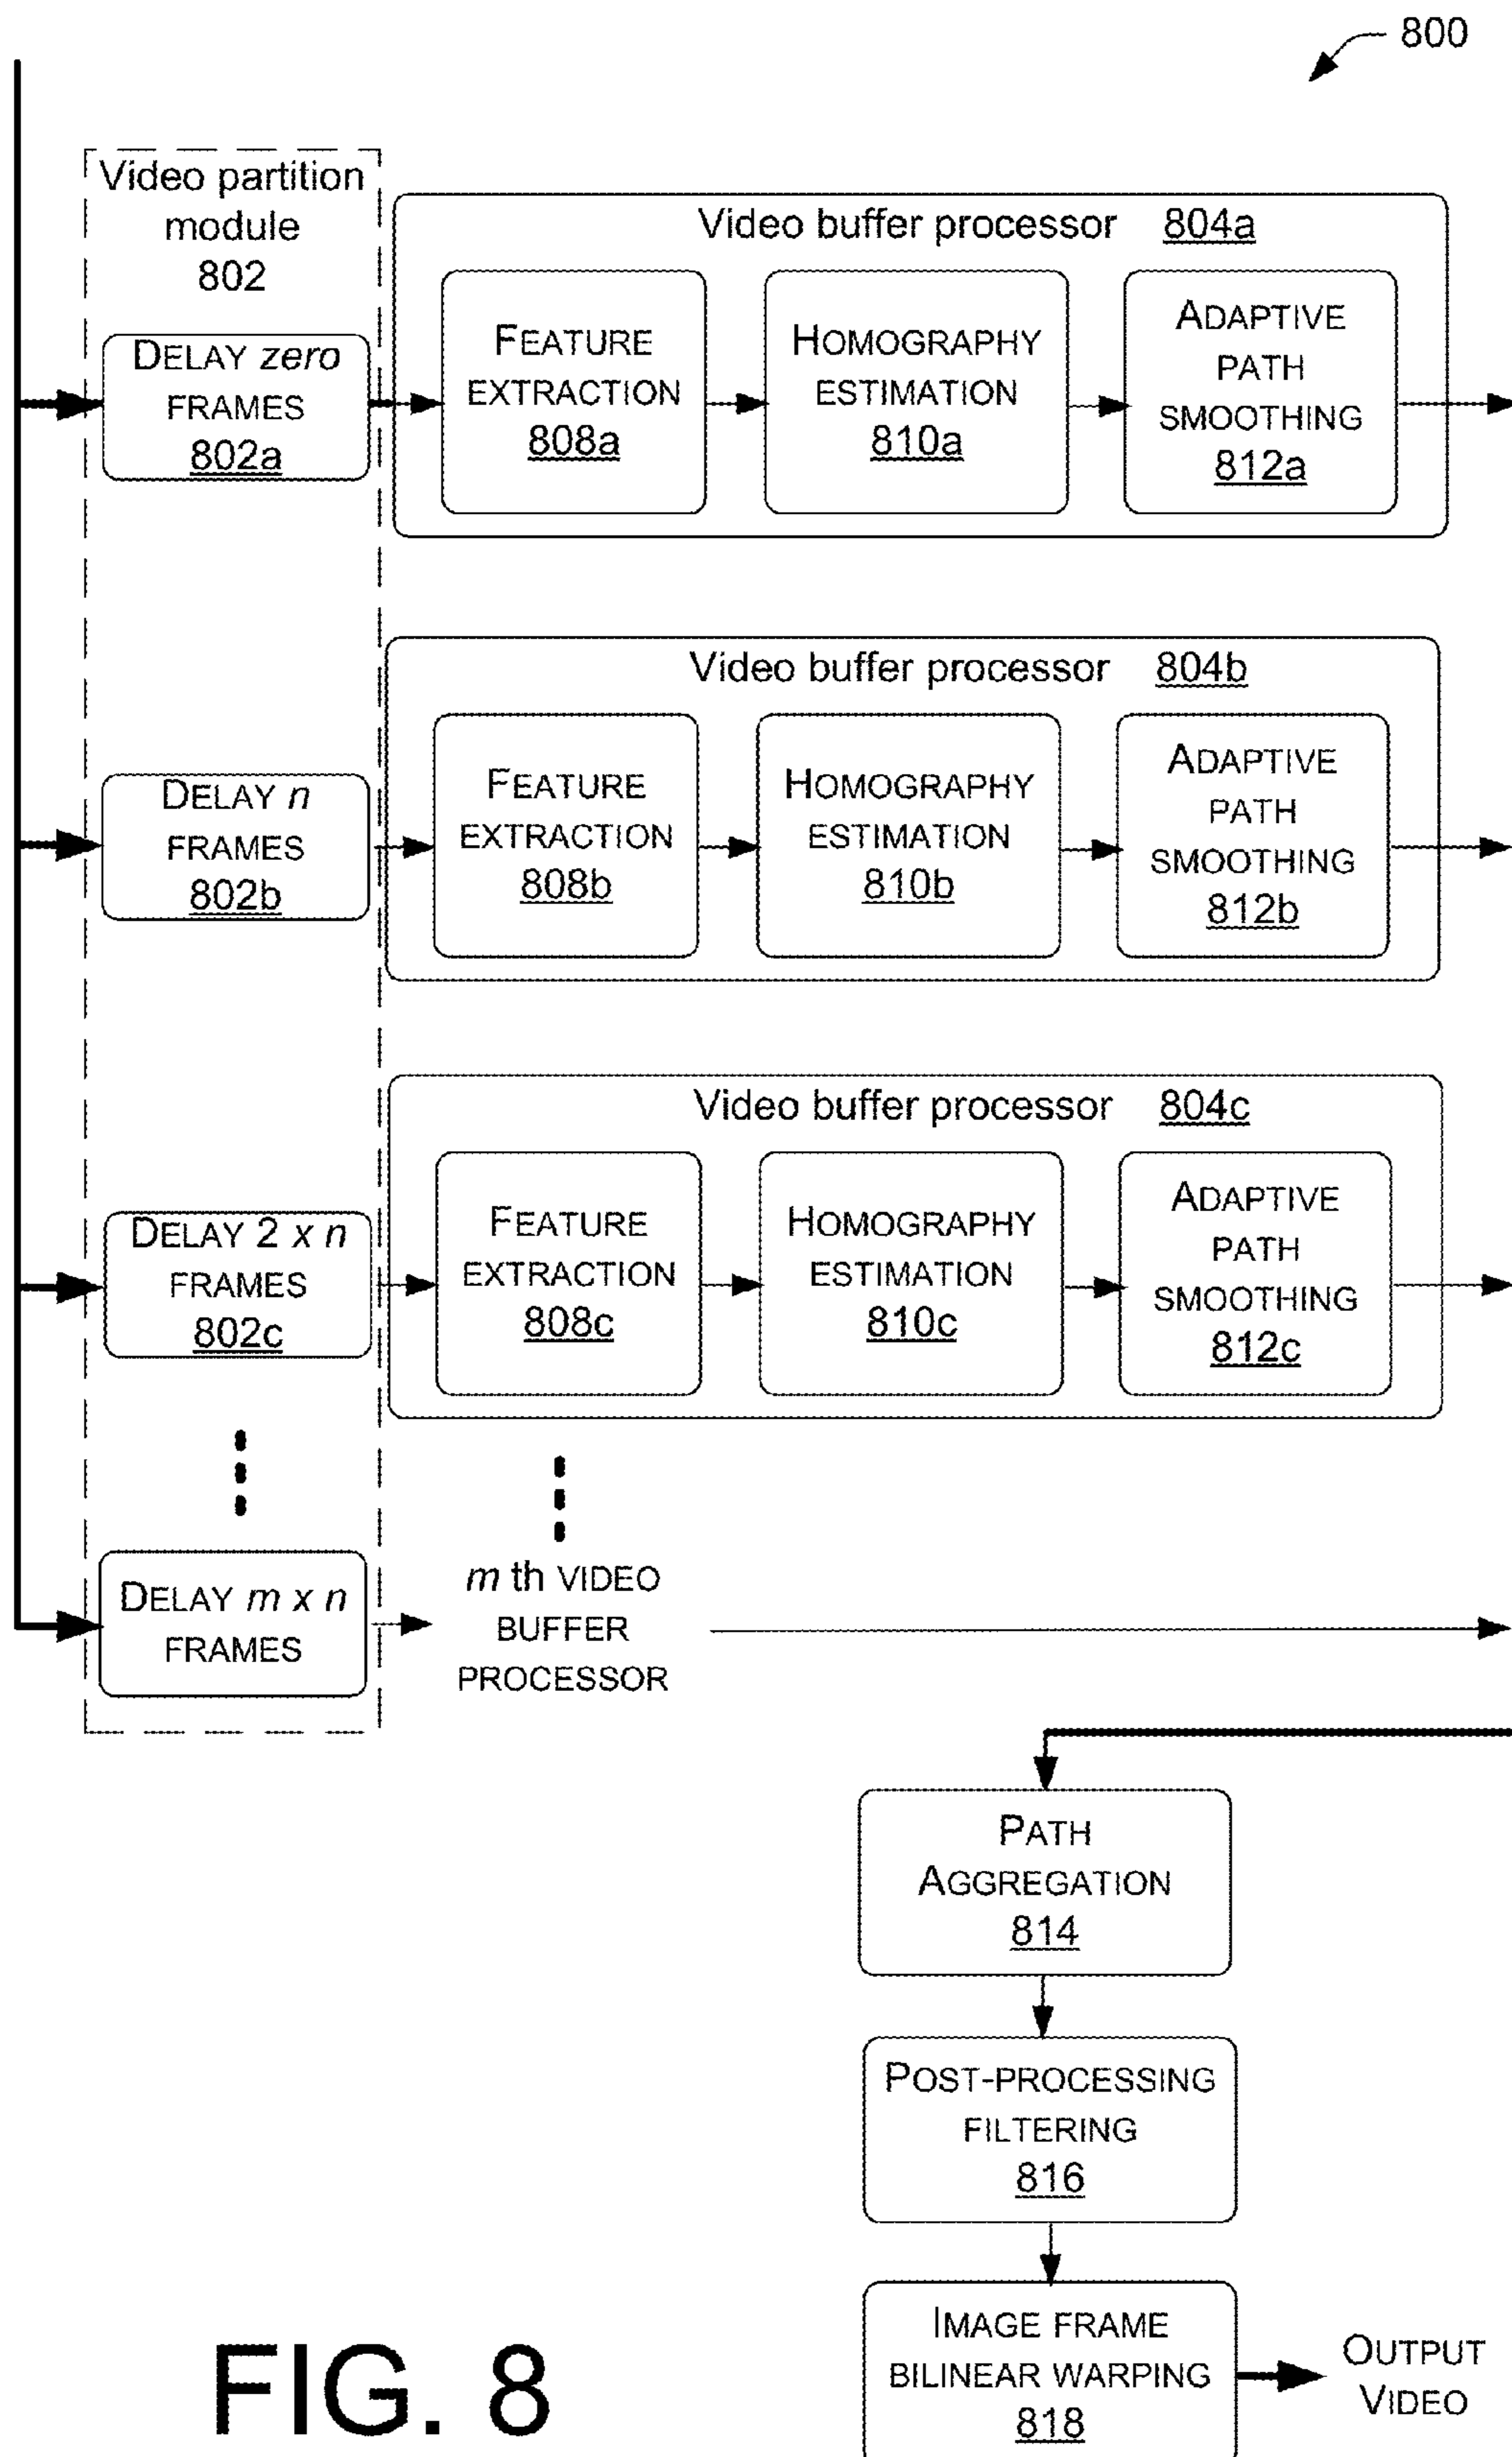 800
Video partition
module
802
DELAY zero
FRAMES
802a
Video buffer processor 804a
FEATURE
EXTRACTION
808a
HOMOGRAPHY
ESTIMATION
810a
ADAPTIVE
PATH
SMOOTHING
812a
DELAY n
FRAMES
802b
Video buffer processor 804b
FEATURE
EXTRACTION
808b
HOMOGRAPHY
ESTIMATION
810b
ADAPTIVE
PATH
SMOOTHING
812b
DELAY 2 x n
FRAMES
802c
Video buffer processor 804c
FEATURE
EXTRACTION
808c
HOMOGRAPHY
ESTIMATION
810c
ADAPTIVE
PATH
SMOOTHING
812c
DELAY m x n
FRAMES
m th VIDEO
BUFFER
PROCESSOR
PATH
AGGREGATION
814
POST-PROCESSING
FILTERING
816
IMAGE FRAME
BILINEAR WARPING
818
OUTPUT
VIDEO
FIG. 8